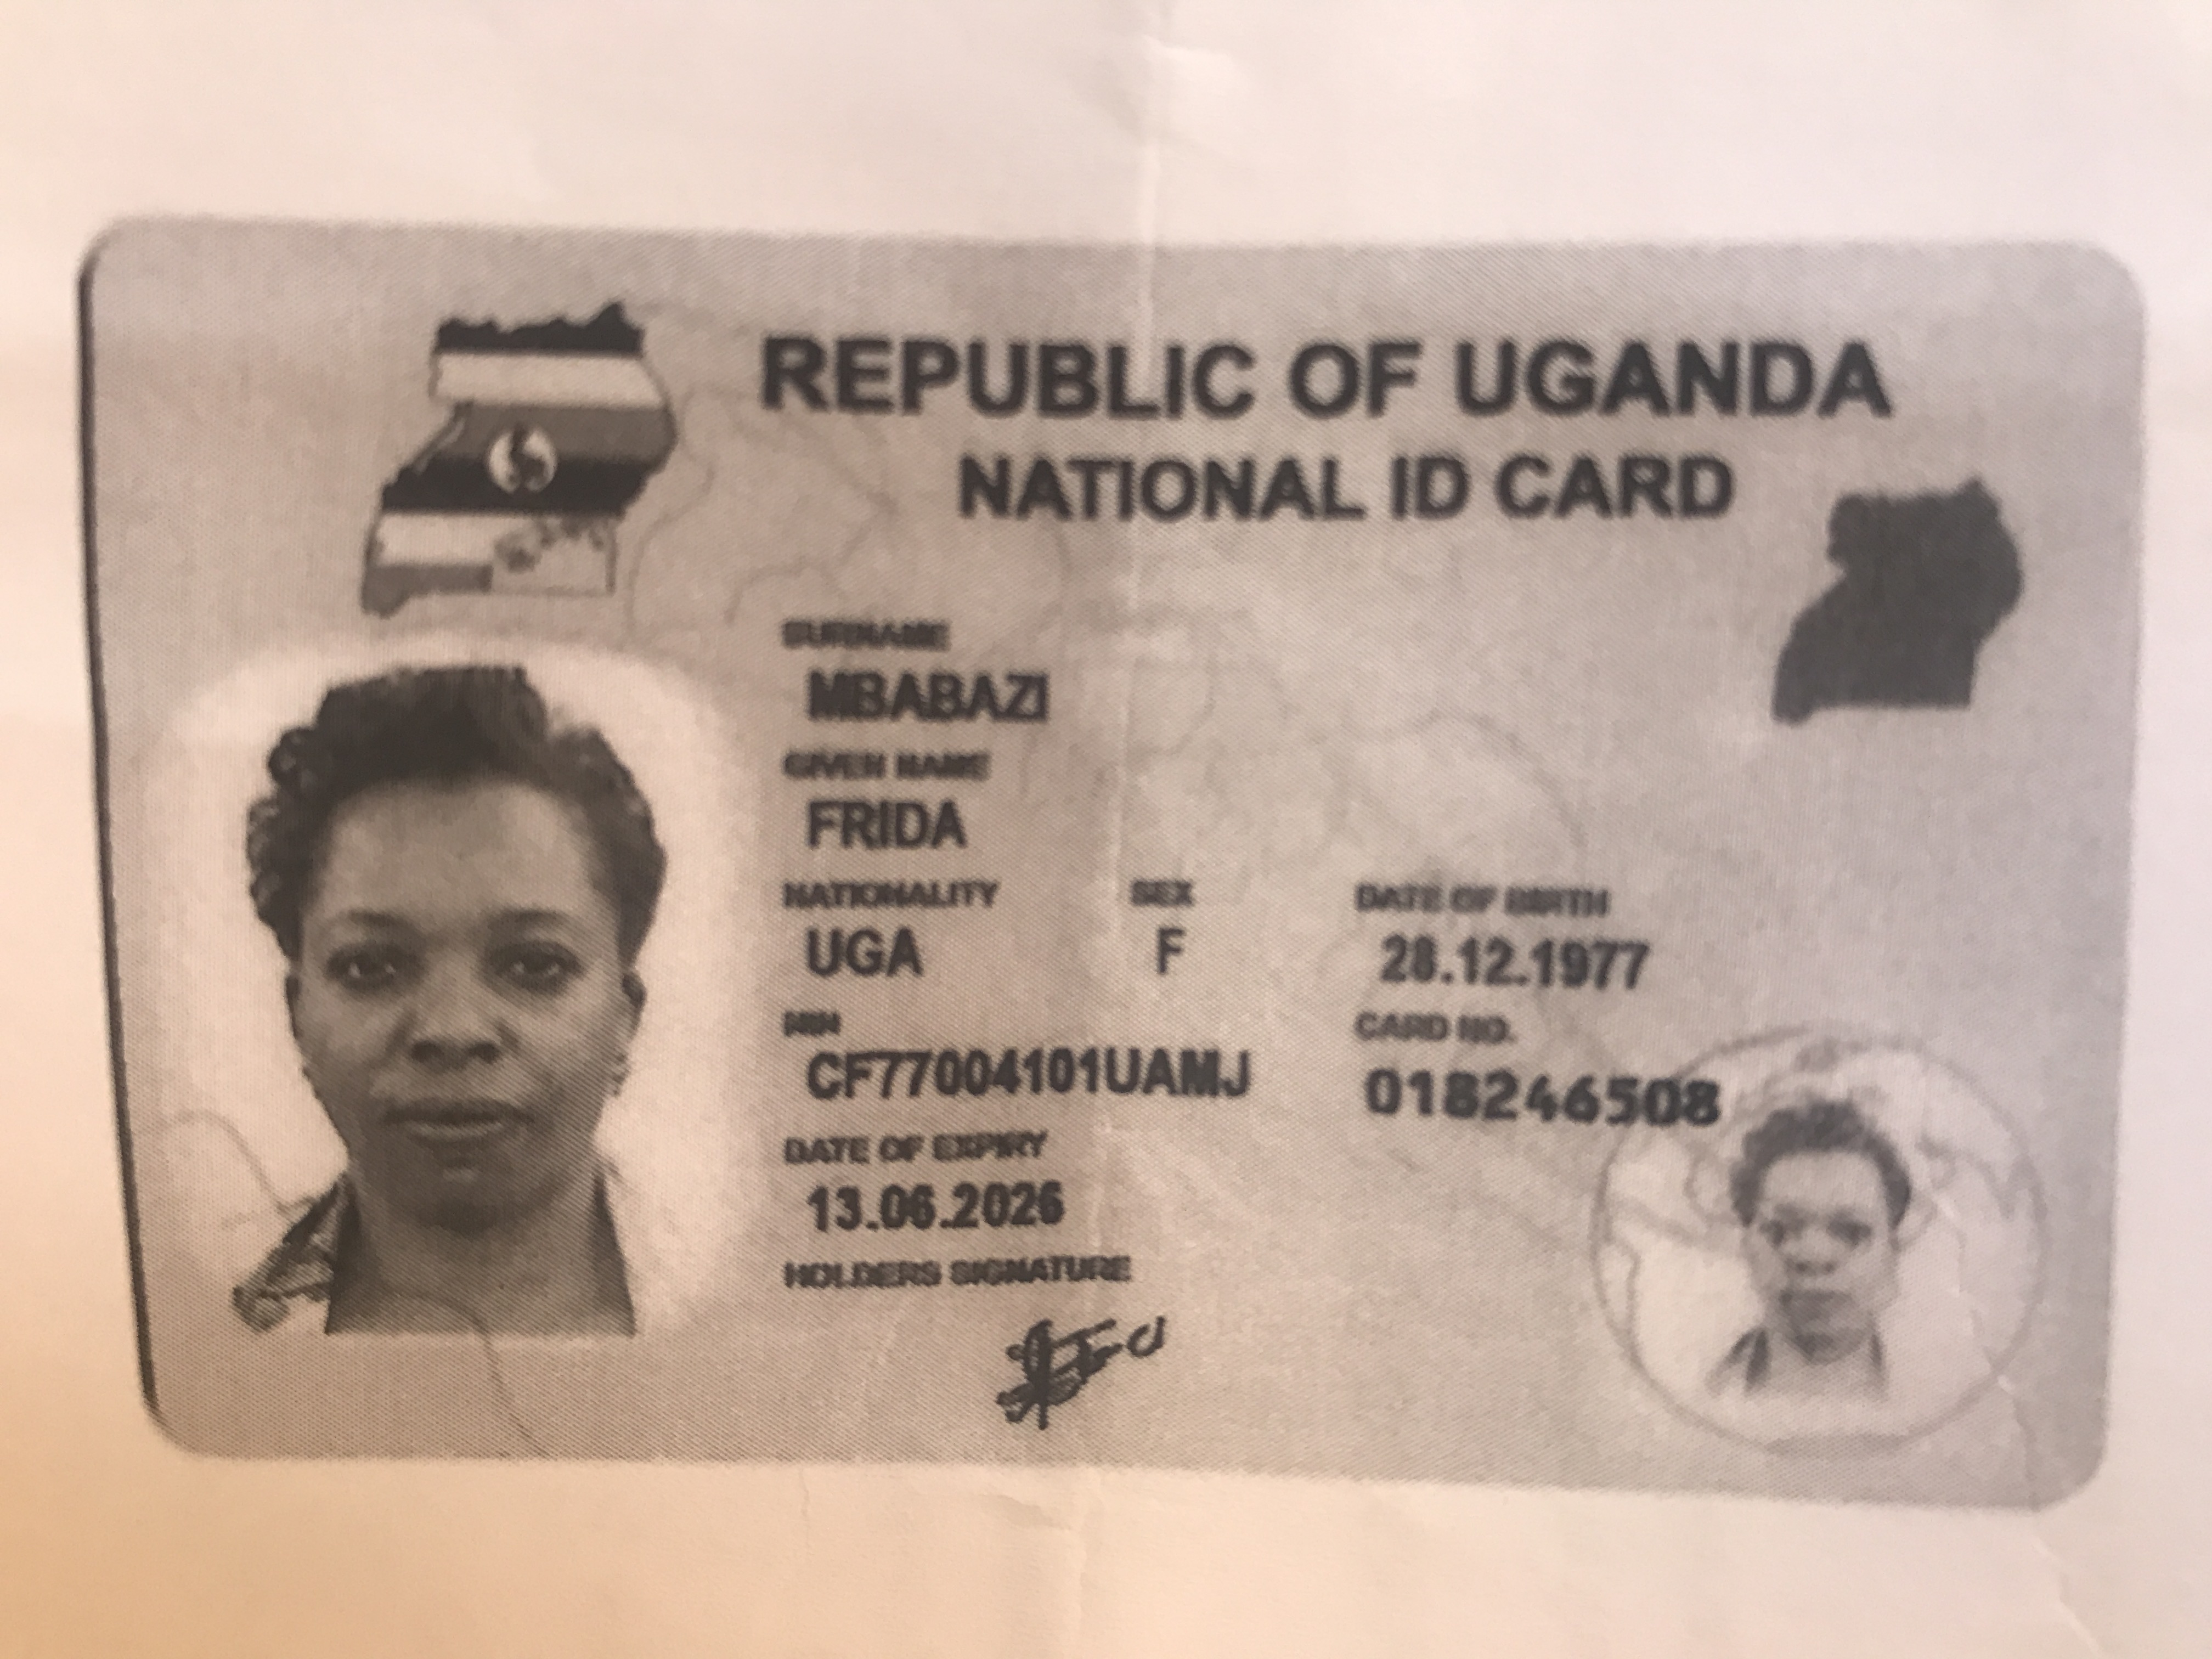 REPUBLIC OF UGANDA
NATIONAL ID CARD
SURNAME
MBABAZI
GIVEN NAME
FRIDA
NATIONALITY SEX DATE OF BIRTH
UGA F 28.12.1977
NIN CARD NO.
CF77004101UAMJ 018246508
DATE OF EXPIRY
13.06.2026
HOLDERS SIGNATURE